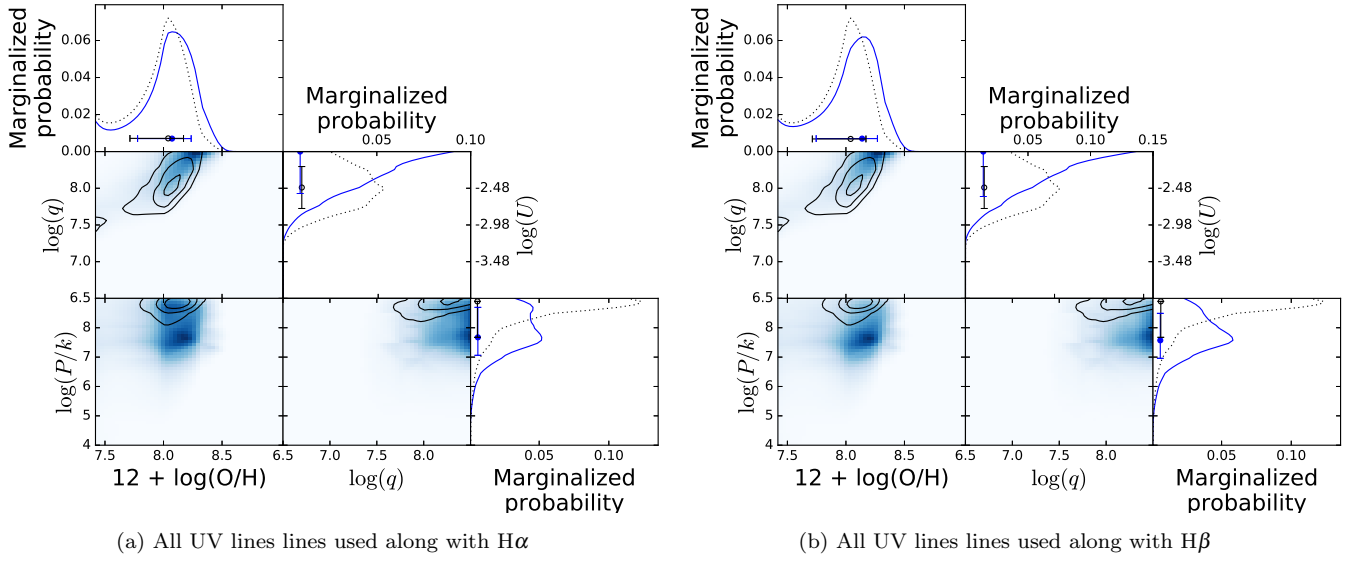 Marginalized
probability
0.06
0.04
0.02
0.00
Marginalized
probability
0.05
0.10
log(q)
8.0
7.5
7.0
6.5
-2.48
-2.98
-3.48
log(U)
log(P/k)
8
7
6
5
4
7.5
8.0
8.5
12 + log(O/H)
6.5
7.0
7.5
8.0
log(q)
0.05
0.10
Marginalized
probability
(a) All UV lines lines used along with Hα
Marginalized
probability
0.06
0.04
0.02
0.00
Marginalized
probability
0.05
0.10
0.15
log(q)
8.0
7.5
7.0
6.5
-2.48
-2.98
-3.48
log(U)
log(P/k)
8
7
6
5
4
7.5
8.0
8.5
12 + log(O/H)
6.5
7.0
7.5
8.0
log(q)
0.05
0.10
Marginalized
probability
(b) All UV lines lines used along with Hβ